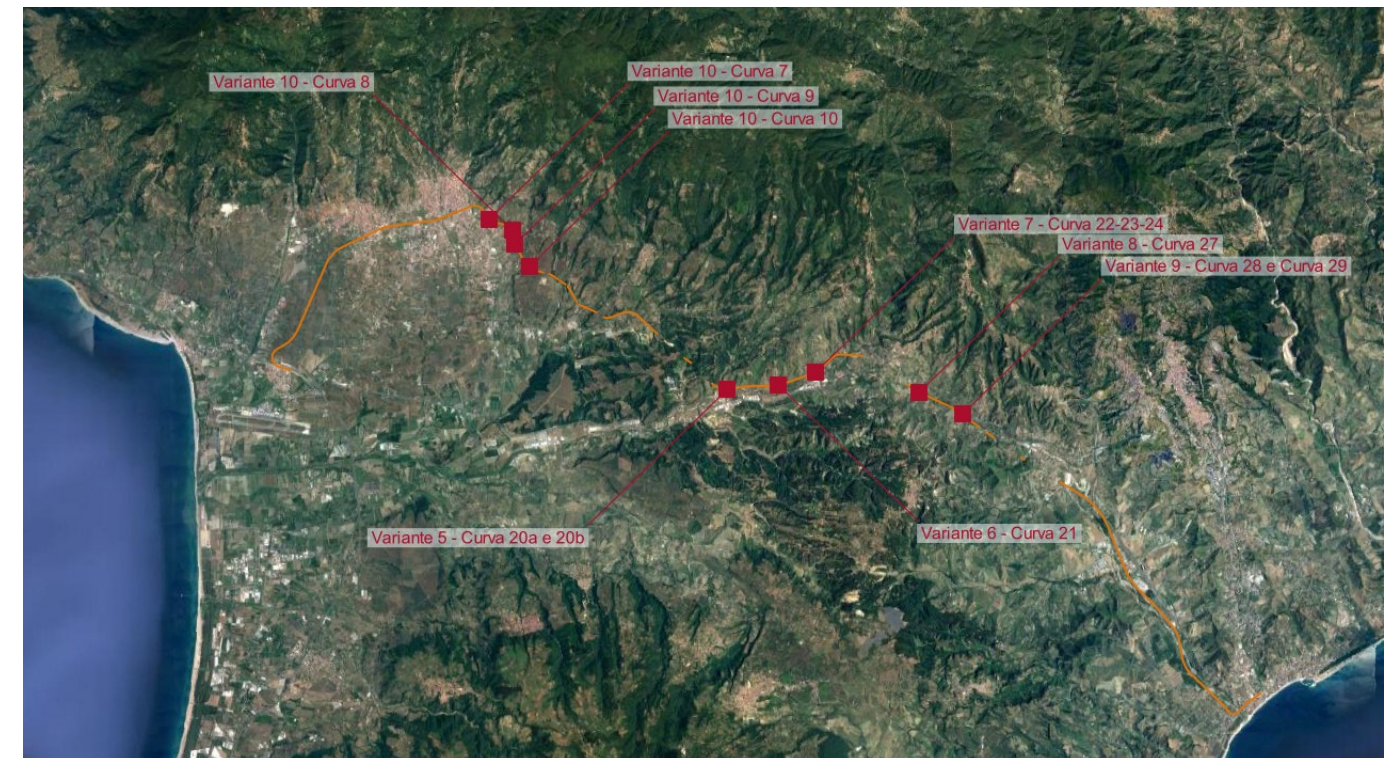 Variante 10 - Curva 7
Variante 10 - Curva 8
Variante 10 - Curva 9
Variante 10 - Curva 10
Variante 7 - Curva 22-23-24
Variante 8 - Curva 27
Variante 9 - Curva 28 e Curva 29
Variante 5 - Curva 20a e 20b
Variante 6 - Curva 21